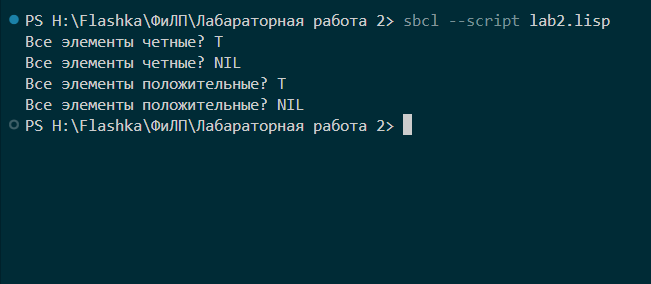 PS H:\Flashka\ФиЛП\Лабараторная работа 2> sbcl --script lab2.lisp
Все элементы четные? T
Все элементы четные? NIL
Все элементы положительные? T
Все элементы положительные? NIL
PS H:\Flashka\ФиЛП\Лабараторная работа 2>